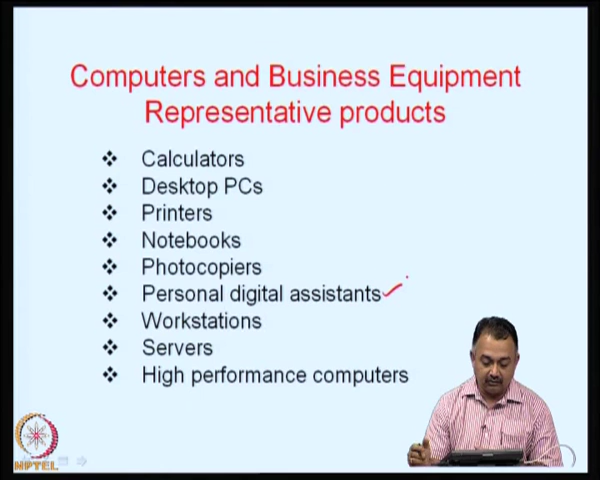 Computers and Business Equipment
Representative products
Calculators
Desktop PCs
Printers
Notebooks
Photocopiers
Personal digital assistants
Workstations
Servers
High performance computers
NPTEL